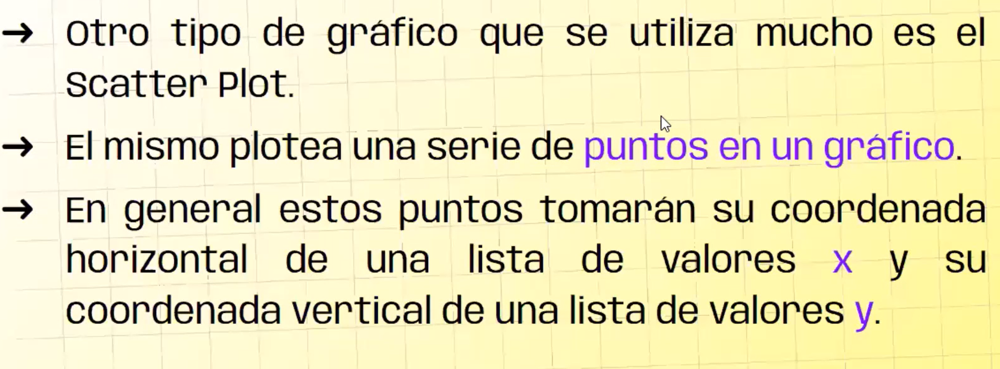 → Otro tipo de gráfico que se utiliza mucho es el
Scatter Plot.
→ El mismo plotea una serie de puntos en un gráfico.
→ En general estos puntos tomarán su coordenada
horizontal de una lista de valores x y su
coordenada vertical de una lista de valores y.